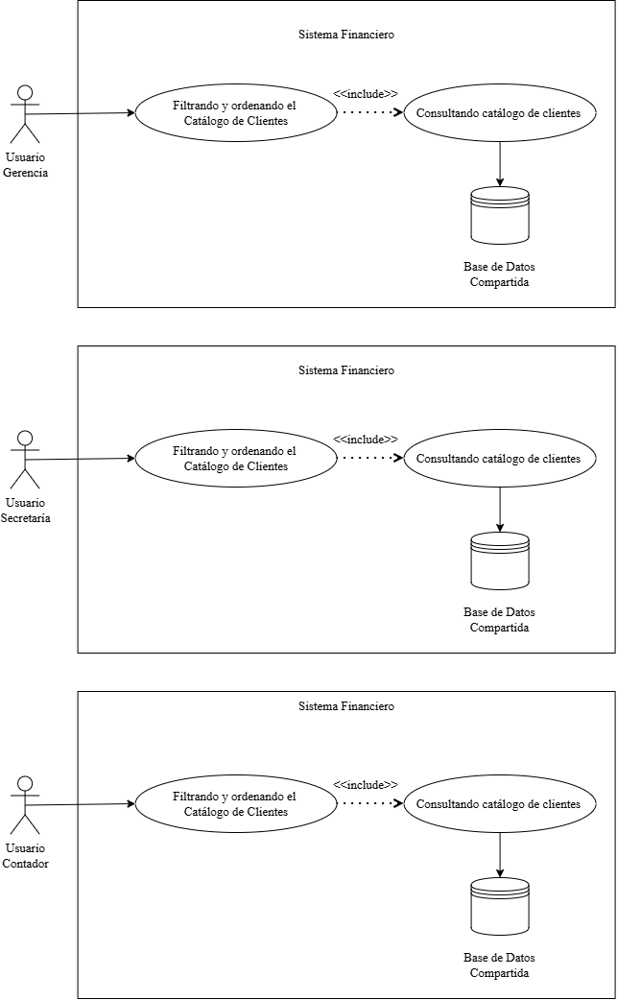 Sistema Financiero
Filtrando y ordenando el
Catálogo de Clientes
<<include>>
Consultando catálogo de clientes
Usuario
Gerencia
Base de Datos
Compartida
Sistema Financiero
Filtrando y ordenando el
Catálogo de Clientes
<<include>>
Consultando catálogo de clientes
Usuario
Secretaría
Base de Datos
Compartida
Sistema Financiero
Filtrando y ordenando el
Catálogo de Clientes
<<include>>
Consultando catálogo de clientes
Usuario
Contador
Base de Datos
Compartida